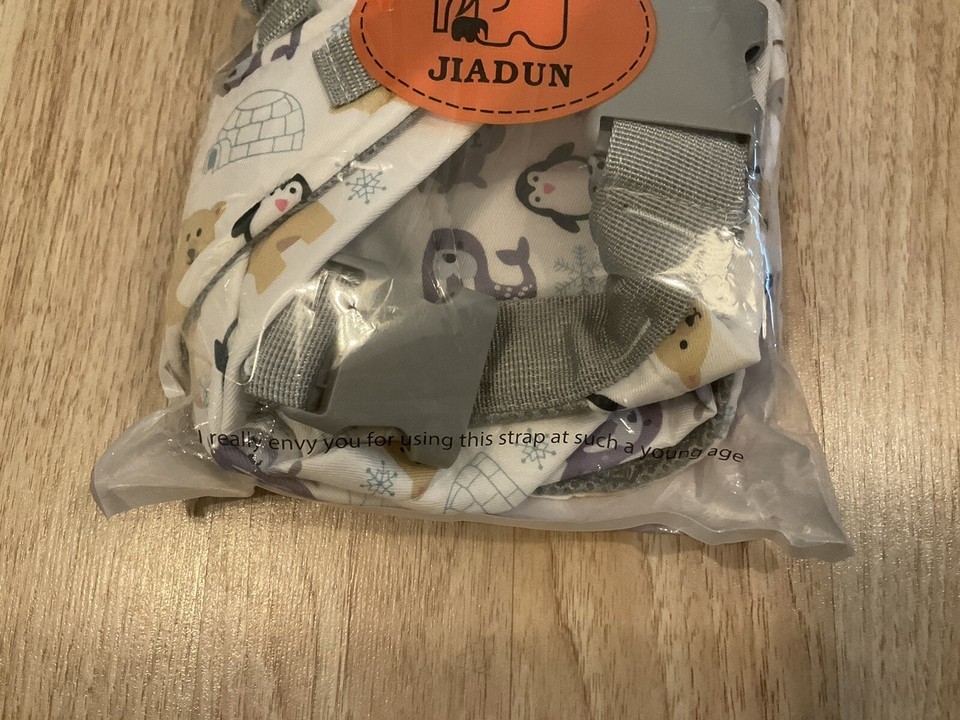 JIADUN
I really envy you for using this strap at such a young age